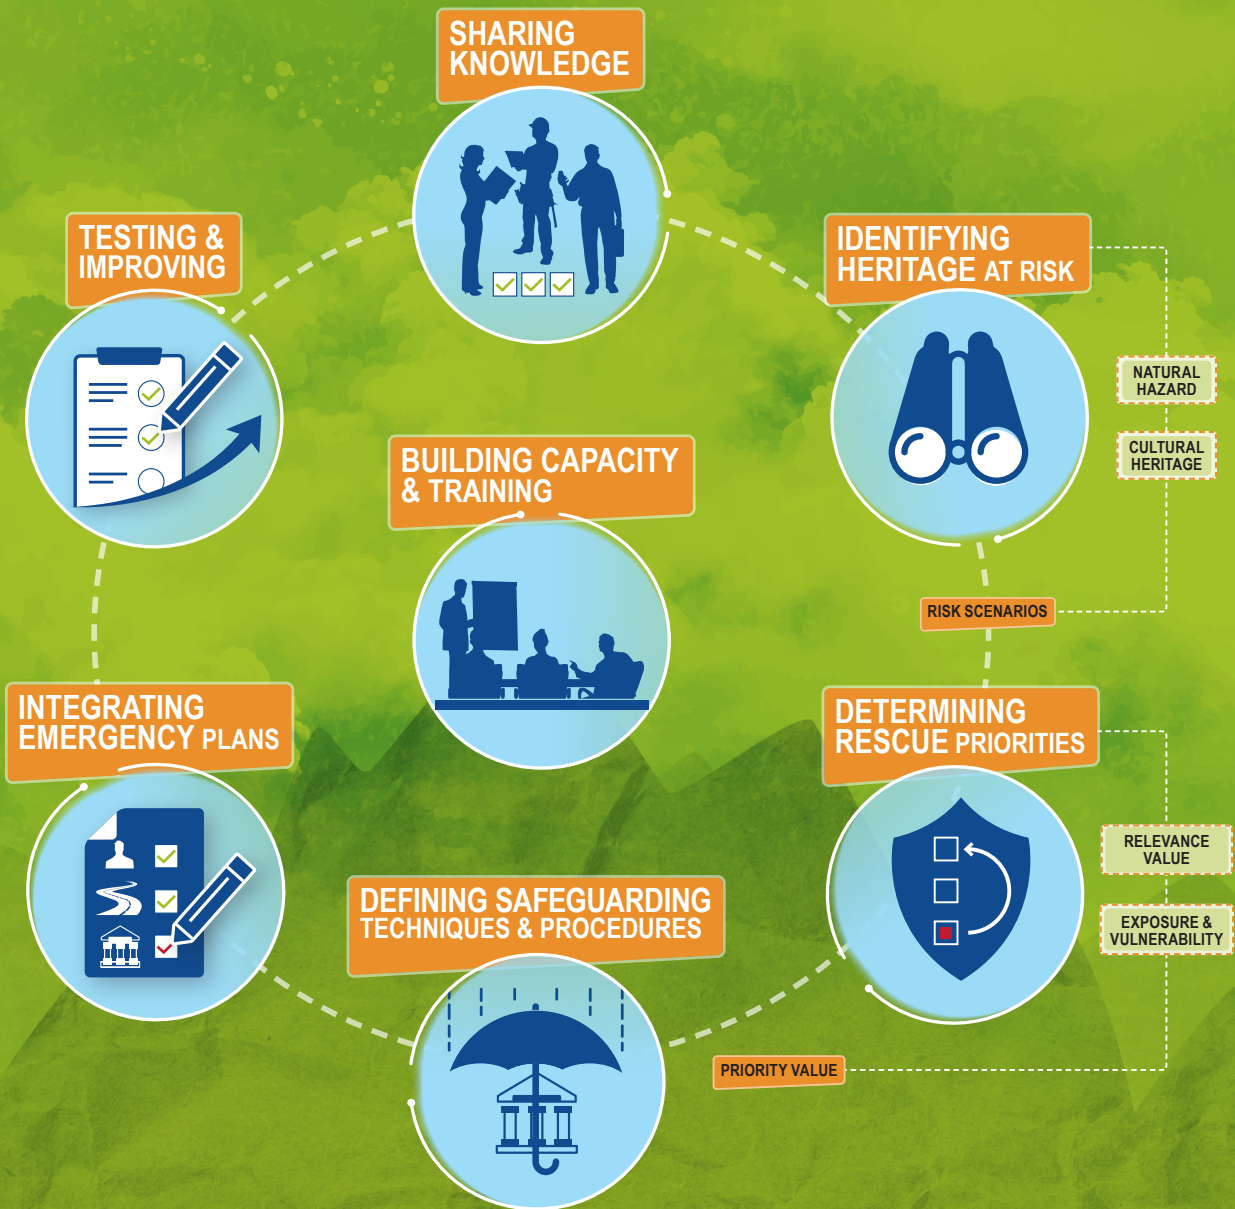 SHARING
KNOWLEDGE
TESTING &
IMPROVING
IDENTIFYING
HERITAGE AT RISK
NATURAL
HAZARD
CULTURAL
HERITAGE
BUILDING CAPACITY
& TRAINING
RISK SCENARIOS
INTEGRATING
EMERGENCY PLANS
DETERMINING
RESCUE PRIORITIES
RELEVANCE
VALUE
EXPOSURE &
VULNERABILITY
DEFINING SAFEGUARDING
TECHNIQUES & PROCEDURES
PRIORITY VALUE